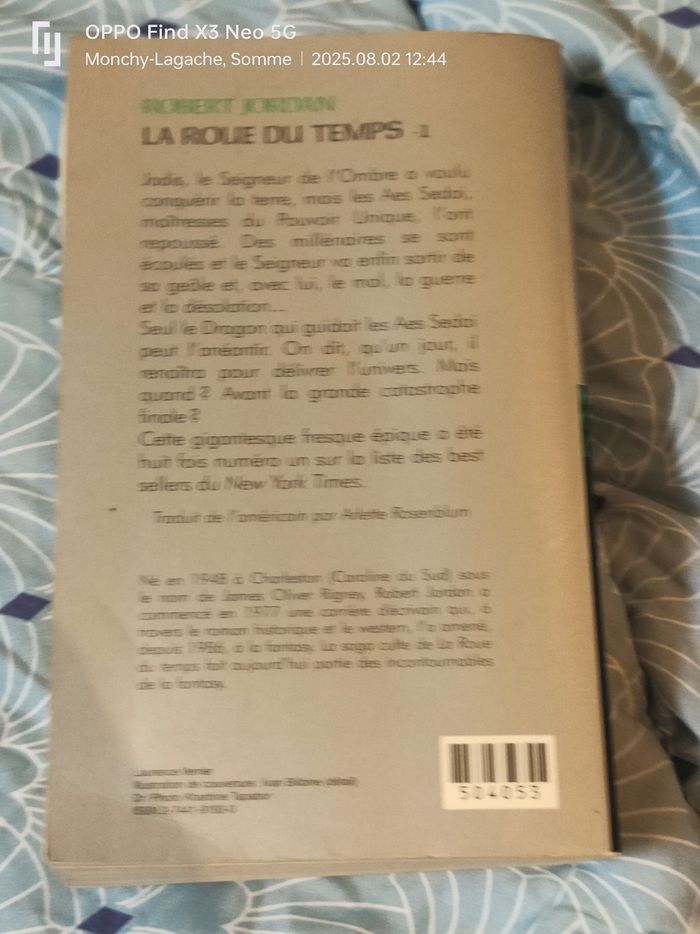 OPPO Find X3 Neo 5G
Monchy-Lagache, Somme | 2025.08.02 12:44
ROBERT JORDAN
LA ROUE DU TEMPS -1
Jadis, le Seigneur de l'Ombre a voulu
conquérir la terre, mais les Aes Sedai,
maîtresses du Pouvoir Unique, l'ont
repoussé. Des millénaires se sont
écoulés et le Seigneur va enfin sortir de
sa geôle et, avec lui, le mal, la guerre
et la désolation...
Seul le Dragon qui guidait les Aes Sedai
peut l'anéantir. On dit, qu'un jour, il
renaîtra pour délivrer l'univers. Mais
quand ? Avant la grande catastrophe
finale ?
Cette gigantesque fresque épique a été
huit fois numéro un sur la liste des best
sellers du New York Times.
Traduit de l'américain par Arlette Rosenblum
Né en 1948 à Charleston (Caroline du Sud) sous
le nom de James Oliver Rigney, Robert Jordan a
commencé en 1977 une carrière d'écrivain qui, à
travers le roman historique et le western, l'a amené,
depuis 1986, à la fantasy. La saga culte de La Roue
du temps fait aujourd'hui partie des incontournables
de la fantasy.
Illustration de couverture:
504053